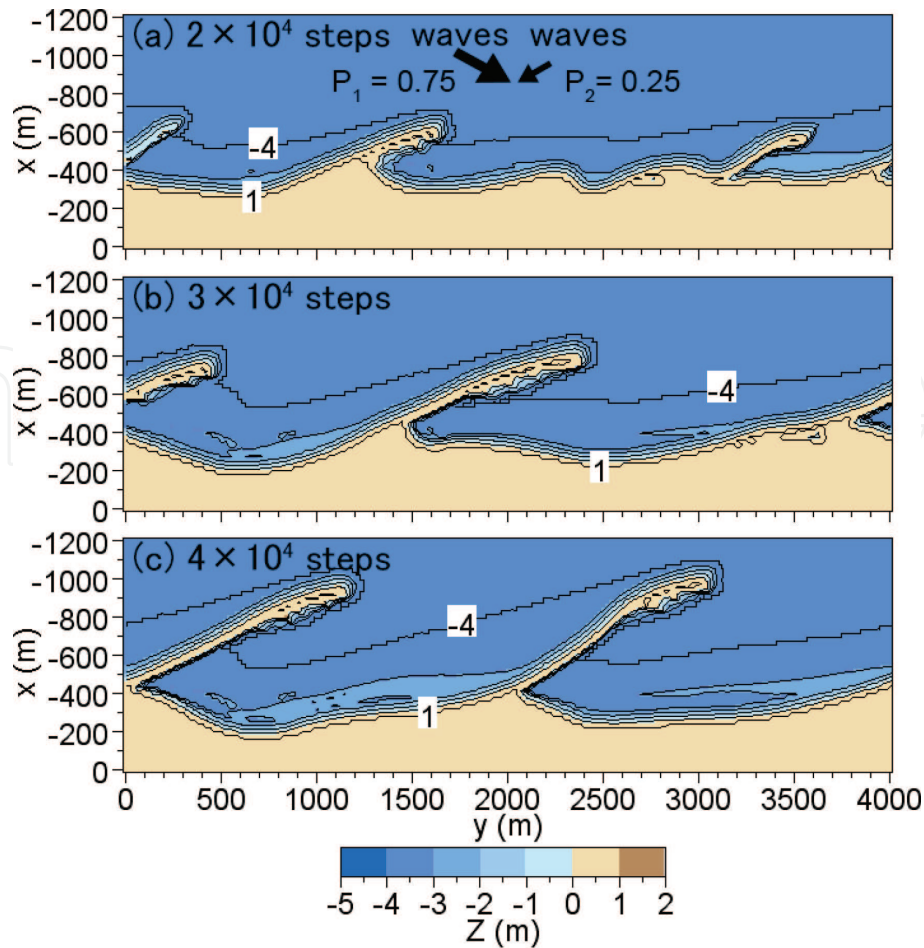 -1200
(a) 2 × 10⁴ steps waves waves
-1000
P₁ = 0.75 P₂ = 0.25
-800
x (m)
-600
-4
-400
1
-200
0
-1200
(b) 3 × 10⁴ steps
-1000
-800
x (m)
-600
-4
-400
1
-200
0
-1200
(c) 4 × 10⁴ steps
-1000
-800
x (m)
-4
-600
-400
1
-200
0
0 500 1000 1500 2000 2500 3000 3500 4000
y (m)
-5 -4 -3 -2 -1 0 1 2
Z (m)